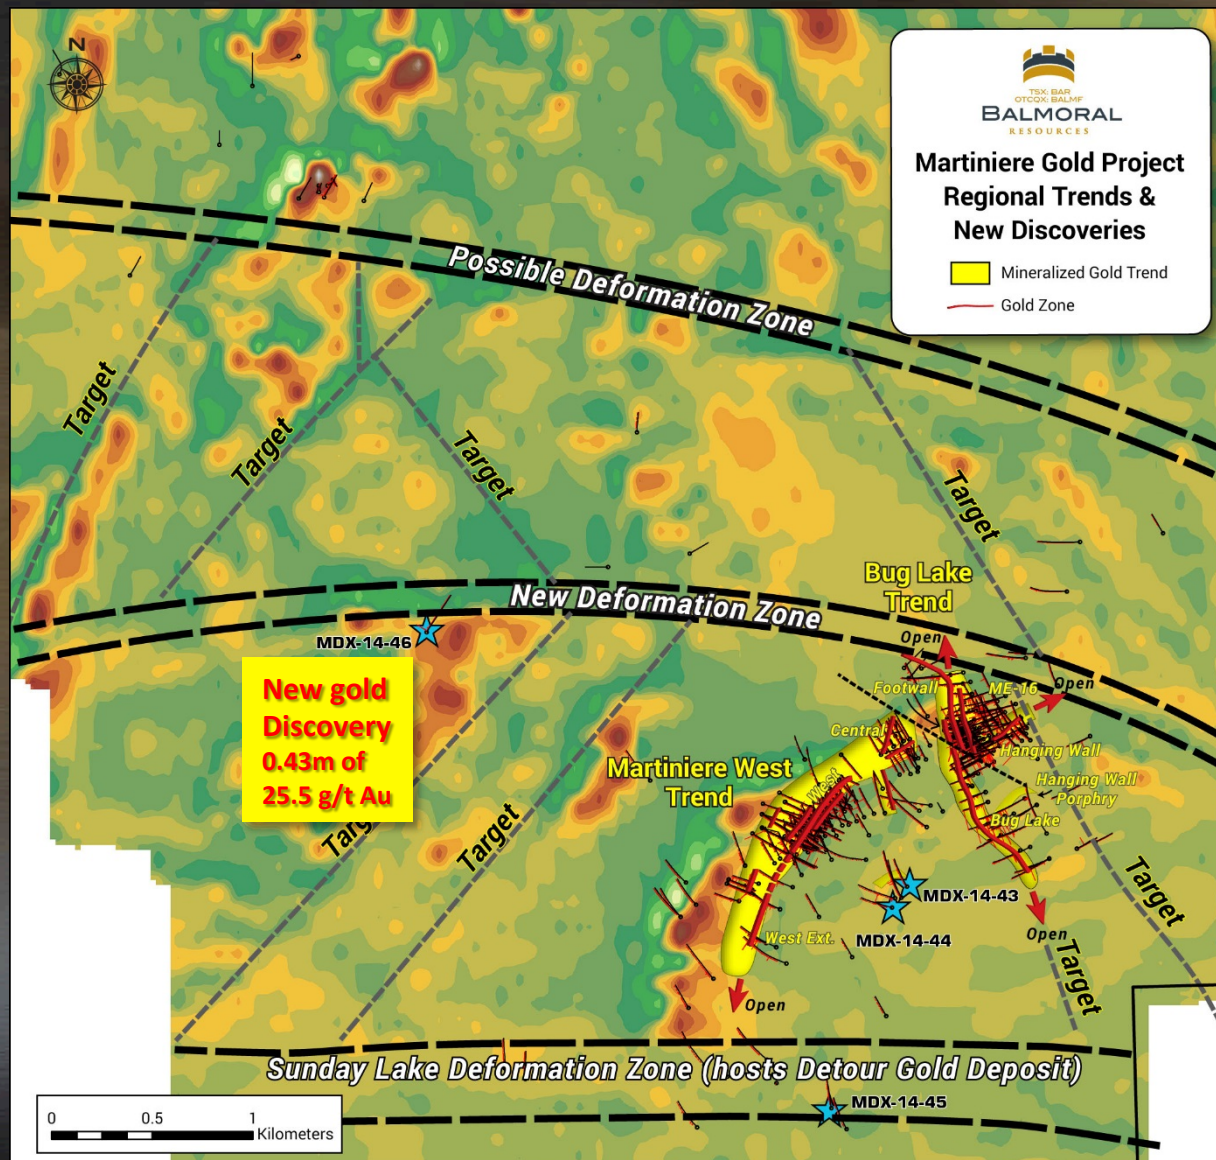 N
TSX: BAR
OTCQX: BALMF
BALMORAL
RESOURCES
Martiniere Gold Project
Regional Trends &
New Discoveries
Mineralized Gold Trend
Gold Zone
Possible Deformation Zone
Target
Target
Target
Target
New Deformation Zone
Bug Lake
Trend
Open
MDX-14-46
Footwall
ME-16
Open
New gold
Discovery
0.43m of
25.5 g/t Au
Central
Hanging Wall
Martiniere West
Trend
West
Hanging Wall
Porphry
Bug Lake
Target
Target
MDX-14-43
Target
MDX-14-44
West Ext.
Open
Target
Open
Sunday Lake Deformation Zone (hosts Detour Gold Deposit)
MDX-14-45
0 0.5 1
Kilometers